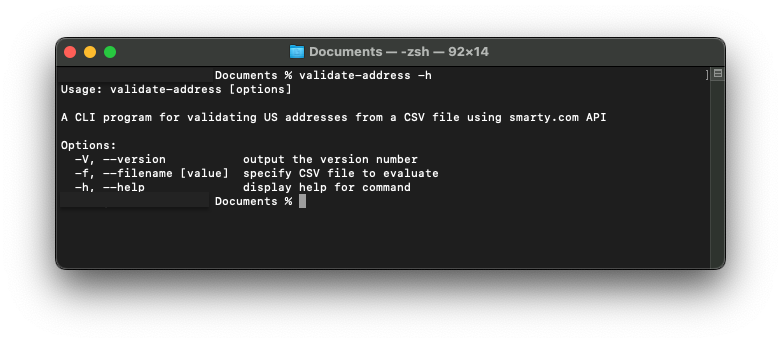 Documents — -zsh — 92×14
Documents % validate-address -h
Usage: validate-address [options]
A CLI program for validating US addresses from a CSV file using smarty.com API
Options:
-V, --version output the version number
-f, --filename [value] specify CSV file to evaluate
-h, --help display help for command
Documents %